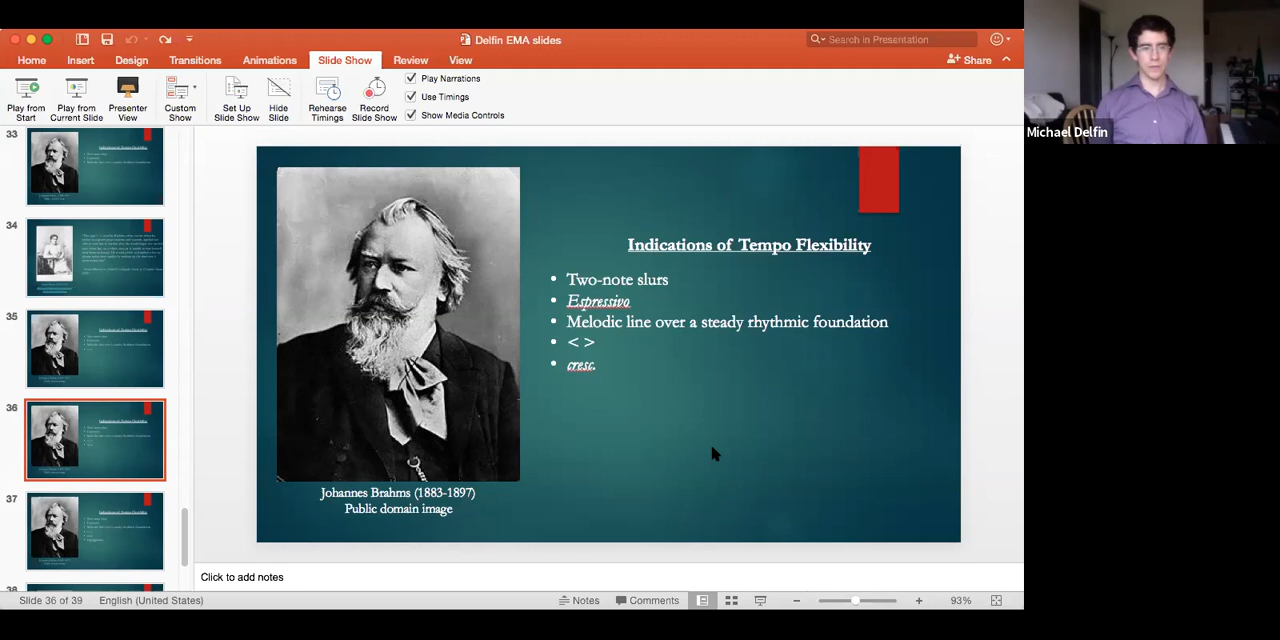 Delfin EMA slides
Search in Presentation
Home Insert Design Transitions Animations Slide Show Review View
Share
Play from Start
Play from Current Slide
Presenter View
Custom Show
Set Up Slide Show
Hide Slide
Rehearse Timings
Record Slide Show
Play Narrations
Use Timings
Show Media Controls
Michael Delfin
33
34
35
36
37
38
Indications of Tempo Flexibility
• Two-note slurs
• Espressivo
• Melodic line over a steady rhythmic foundation
• < >
• cresc.
Johannes Brahms (1883-1897)
Public domain image
Click to add notes
Slide 36 of 39 English (United States)
Notes Comments 93%